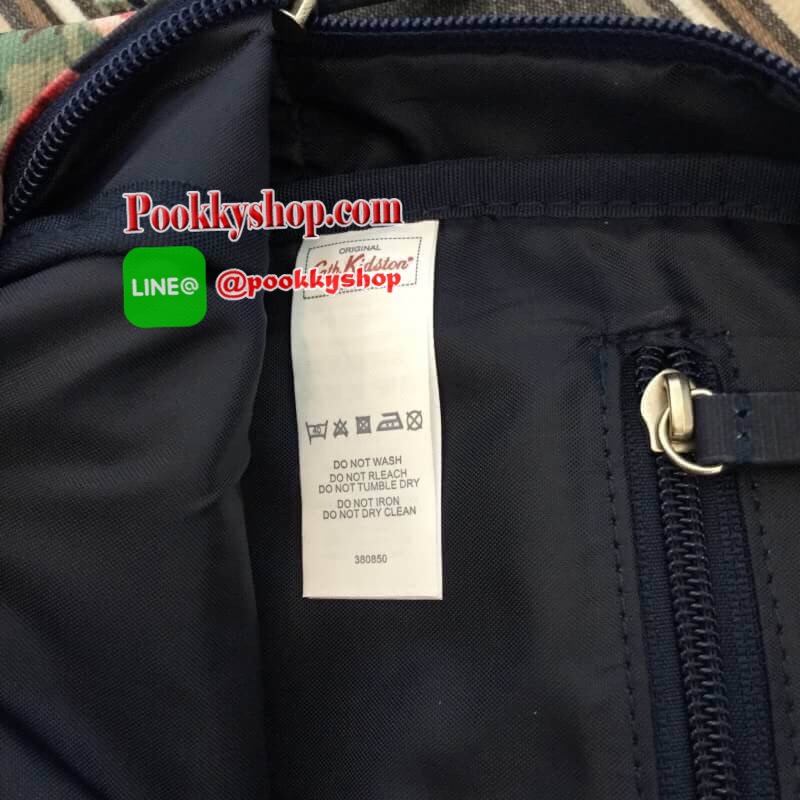 Pookkyshop.com
ORIGINAL
Kidston
LINE@ @pookkyshop
40
DO NOT WASH
DO NOT RLEACH
DO NOT TUMBLE DRY
DO NOT IRON
DO NOT DRY CLEAN
380850